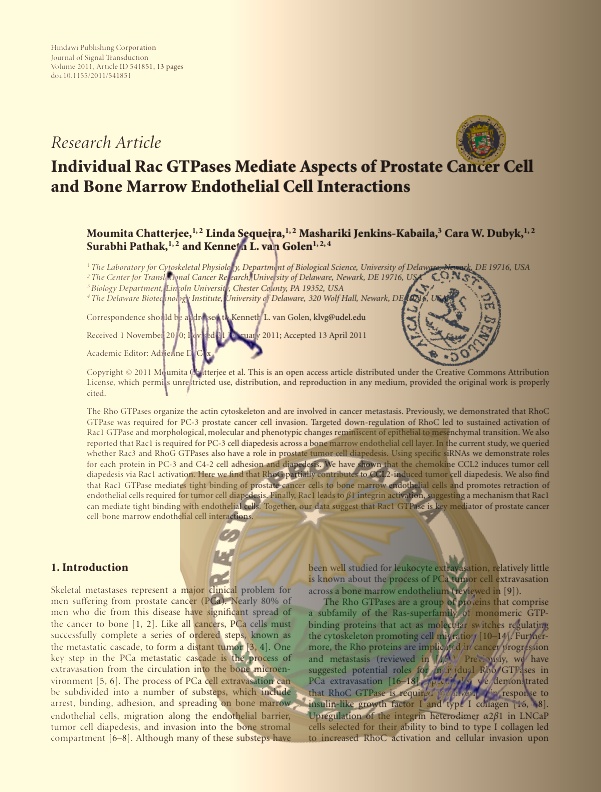 Hindawi Publishing Corporation
Journal of Signal Transduction
Volume 2011, Article ID 541851, 13 pages
doi:10.1155/2011/541851
Research Article
Individual Rac GTPases Mediate Aspects of Prostate Cancer Cell
and Bone Marrow Endothelial Cell Interactions
Moumita Chatterjee,1,2 Linda Sequeira,1,2 Mashariki Jenkins-Kabaila,3 Cara W. Dubyk,1,2
Surabhi Pathak,1,2 and Kenneth L. van Golen1,2,4
1 The Laboratory for Cytoskeletal Physiology, Department of Biological Science, University of Delaware, Newark, DE 19716, USA
2 The Center for Translational Cancer Research, University of Delaware, Newark, DE 19716, USA
3 Biology Department, Lincoln University, Chester County, PA 19352, USA
4 The Delaware Biotechnology Institute, University of Delaware, 320 Wolf Hall, Newark, DE 19716, USA
Correspondence should be addressed to Kenneth L. van Golen, klvg@udel.edu
Received 1 November 2010; Revised 1 February 2011; Accepted 13 April 2011
Academic Editor: Adrienne D. Cox
Copyright © 2011 Moumita Chatterjee et al. This is an open access article distributed under the Creative Commons Attribution
License, which permits unrestricted use, distribution, and reproduction in any medium, provided the original work is properly
cited.
The Rho GTPases organize the actin cytoskeleton and are involved in cancer metastasis. Previously, we demonstrated that RhoC
GTPase was required for PC-3 prostate cancer cell invasion. Targeted down-regulation of RhoC led to sustained activation of
Rac1 GTPase and morphological, molecular and phenotypic changes reminiscent of epithelial to mesenchymal transition. We also
reported that Rac1 is required for PC-3 cell diapedesis across a bone marrow endothelial cell layer. In the current study, we queried
whether Rac3 and RhoG GTPases also have a role in prostate tumor cell diapedesis. Using specific siRNAs we demonstrate roles
for each protein in PC-3 and C4-2 cell adhesion and diapedesis. We have shown that the chemokine CCL2 induces tumor cell
diapedesis via Rac1 activation. Here we find that RhoG partially contributes to CCL2-induced tumor cell diapedesis. We also find
that Rac1 GTPase mediates tight binding of prostate cancer cells to bone marrow endothelial cells and promotes retraction of
endothelial cells required for tumor cell diapedesis. Finally, Rac1 leads to β1 integrin activation, suggesting a mechanism that Rac1
can mediate tight binding with endothelial cells. Together, our data suggest that Rac1 GTPase is key mediator of prostate cancer
cell-bone marrow endothelial cell interactions.
1. Introduction
Skeletal metastases represent a major clinical problem for
men suffering from prostate cancer (PCa). Nearly 80% of
men who die from this disease have significant spread of
the cancer to bone [1, 2]. Like all cancers, PCa cells must
successfully complete a series of ordered steps, known as
the metastatic cascade, to form a distant tumor [3, 4]. One
key step in the PCa metastatic cascade is the process of
extravasation from the circulation into the bone microen-
vironment [5, 6]. The process of PCa cell extravasation can
be subdivided into a number of substeps, which include
arrest, binding, adhesion, and spreading on bone marrow
endothelial cells, migration along the endothelial barrier,
tumor cell diapedesis, and invasion into the bone stromal
compartment [6–8]. Although many of these substeps have
been well studied for leukocyte extravasation, relatively little
is known about the process of PCa tumor cell extravasation
across a bone marrow endothelium (reviewed in [9]).
The Rho GTPases are a group of proteins that comprise
a subfamily of the Ras-superfamily of monomeric GTP-
binding proteins that act as molecular switches regulating
the cytoskeleton promoting cell migration [10–14]. Further-
more, the Rho proteins are implicated in cancer progression
and metastasis (reviewed in Previously, we have
suggested potential roles for individual Rho GTPases in
PCa extravasation [16–18]. we demonstrated
that RhoC GTPase is required response to
insulin-like growth factor I and type I collagen [16, 18].
Upregulation of the integrin heterodimer α2β1 in LNCaP
cells selected for their ability to bind to type I collagen led
to increased RhoC activation and cellular invasion upon
ALCALDIA CONST. DE BENLLOC
PRÆSTO PRO PATRIA